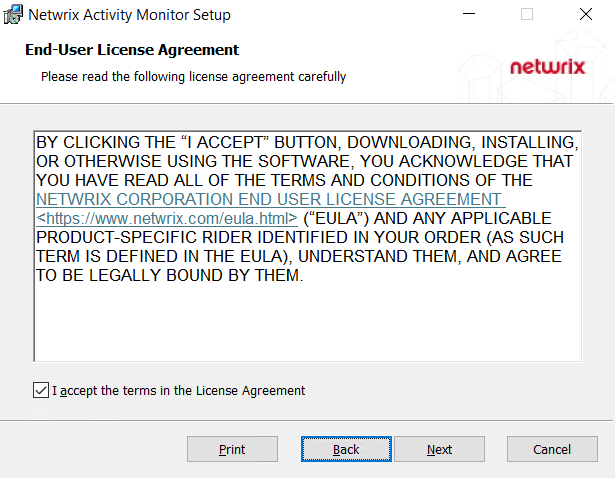 Netwrix Activity Monitor Setup
End-User License Agreement
Please read the following license agreement carefully
netwrix
BY CLICKING THE “I ACCEPT” BUTTON, DOWNLOADING, INSTALLING,
OR OTHERWISE USING THE SOFTWARE, YOU ACKNOWLEDGE THAT
YOU HAVE READ ALL OF THE TERMS AND CONDITIONS OF THE
NETWRIX CORPORATION END USER LICENSE AGREEMENT
<https://www.netwrix.com/eula.html> (“EULA”) AND ANY APPLICABLE
PRODUCT-SPECIFIC RIDER IDENTIFIED IN YOUR ORDER (AS SUCH
TERM IS DEFINED IN THE EULA), UNDERSTAND THEM, AND AGREE
TO BE LEGALLY BOUND BY THEM.
I accept the terms in the License Agreement
Print
Back
Next
Cancel